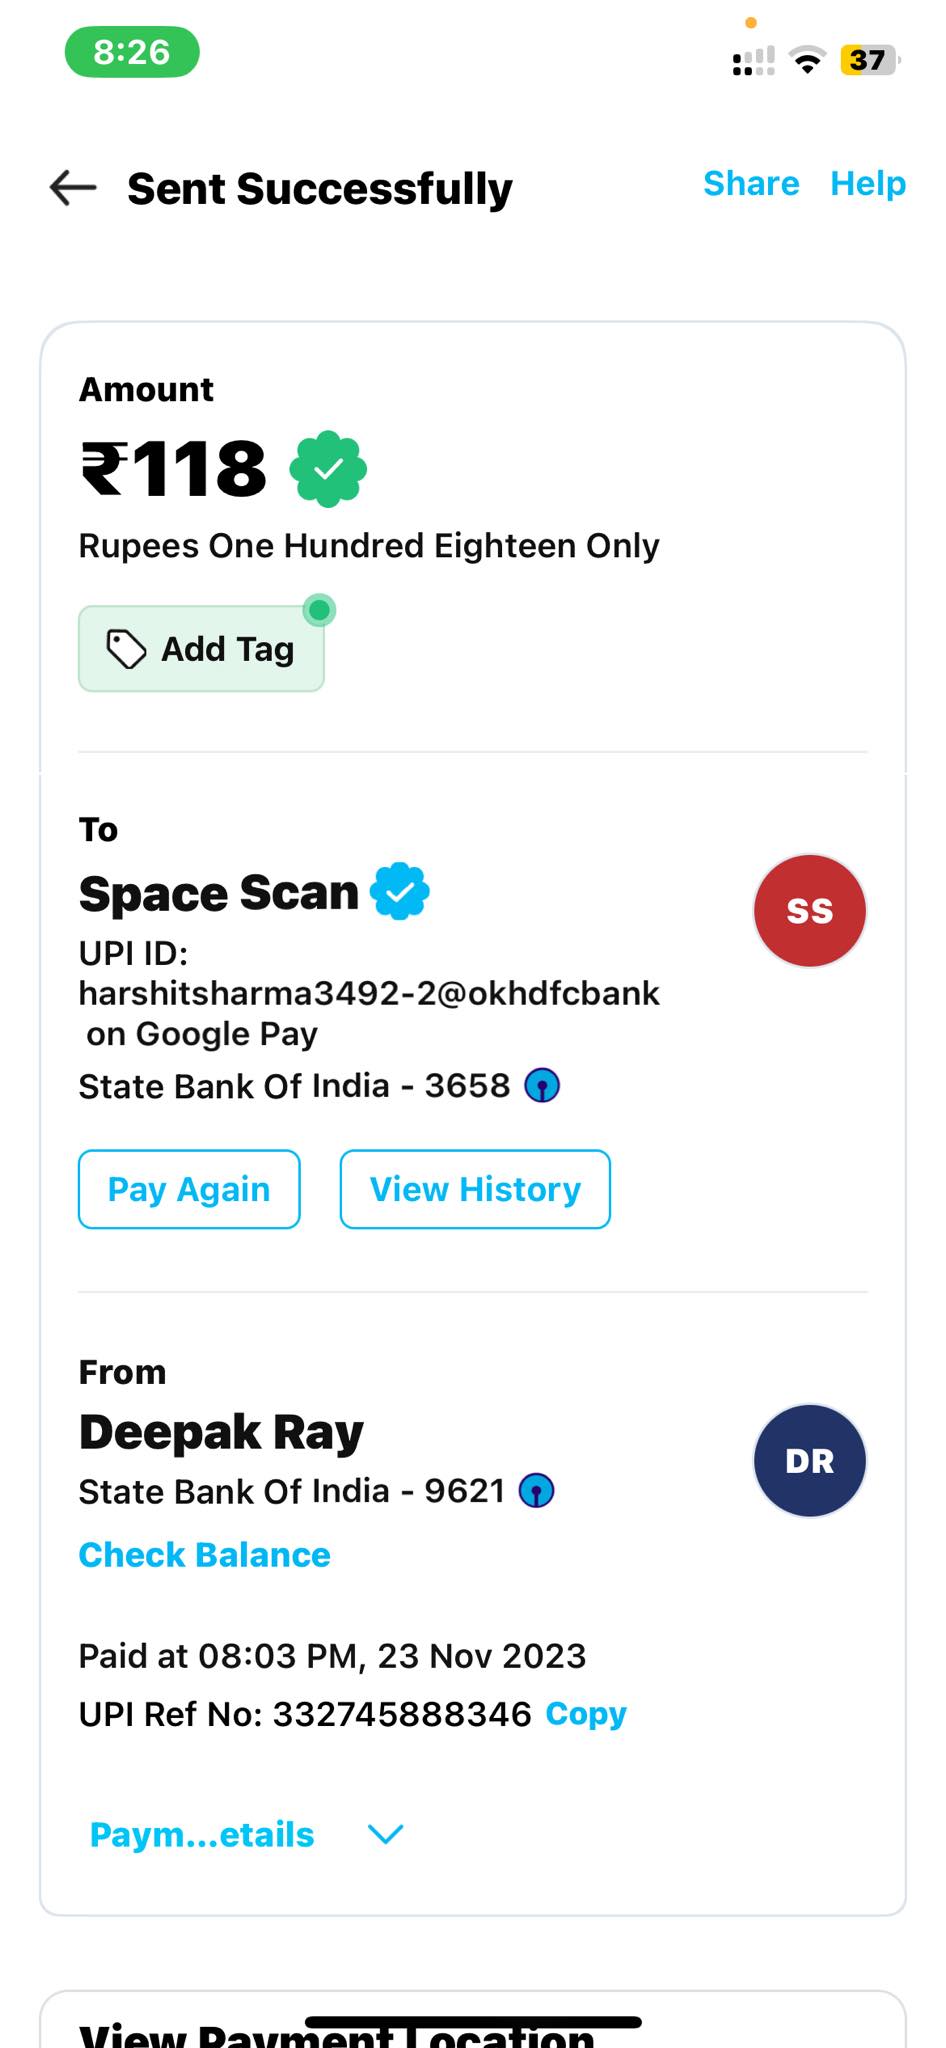 8:26
37
Sent Successfully
Share Help
Amount
₹118
Rupees One Hundred Eighteen Only
Add Tag
To
Space Scan
SS
UPI ID:
harshitsharma3492-2@okhdfcbank
on Google Pay
State Bank Of India - 3658
Pay Again
View History
From
Deepak Ray
DR
State Bank Of India - 9621
Check Balance
Paid at 08:03 PM, 23 Nov 2023
UPI Ref No: 332745888346 Copy
Paym...etails
View Payment Location